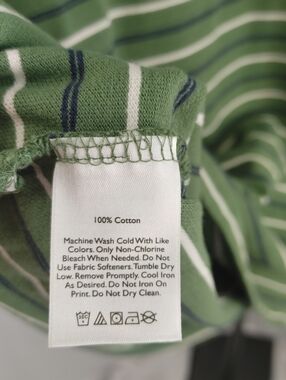 100% Cotton
Machine Wash Cold With Like
Colors. Only Non-Chlorine
Bleach When Needed. Do Not
Use Fabric Softeners. Tumble Dry
Low. Remove Promptly. Cool Iron
As Desired. Do Not Iron On
Print. Do Not Dry Clean.